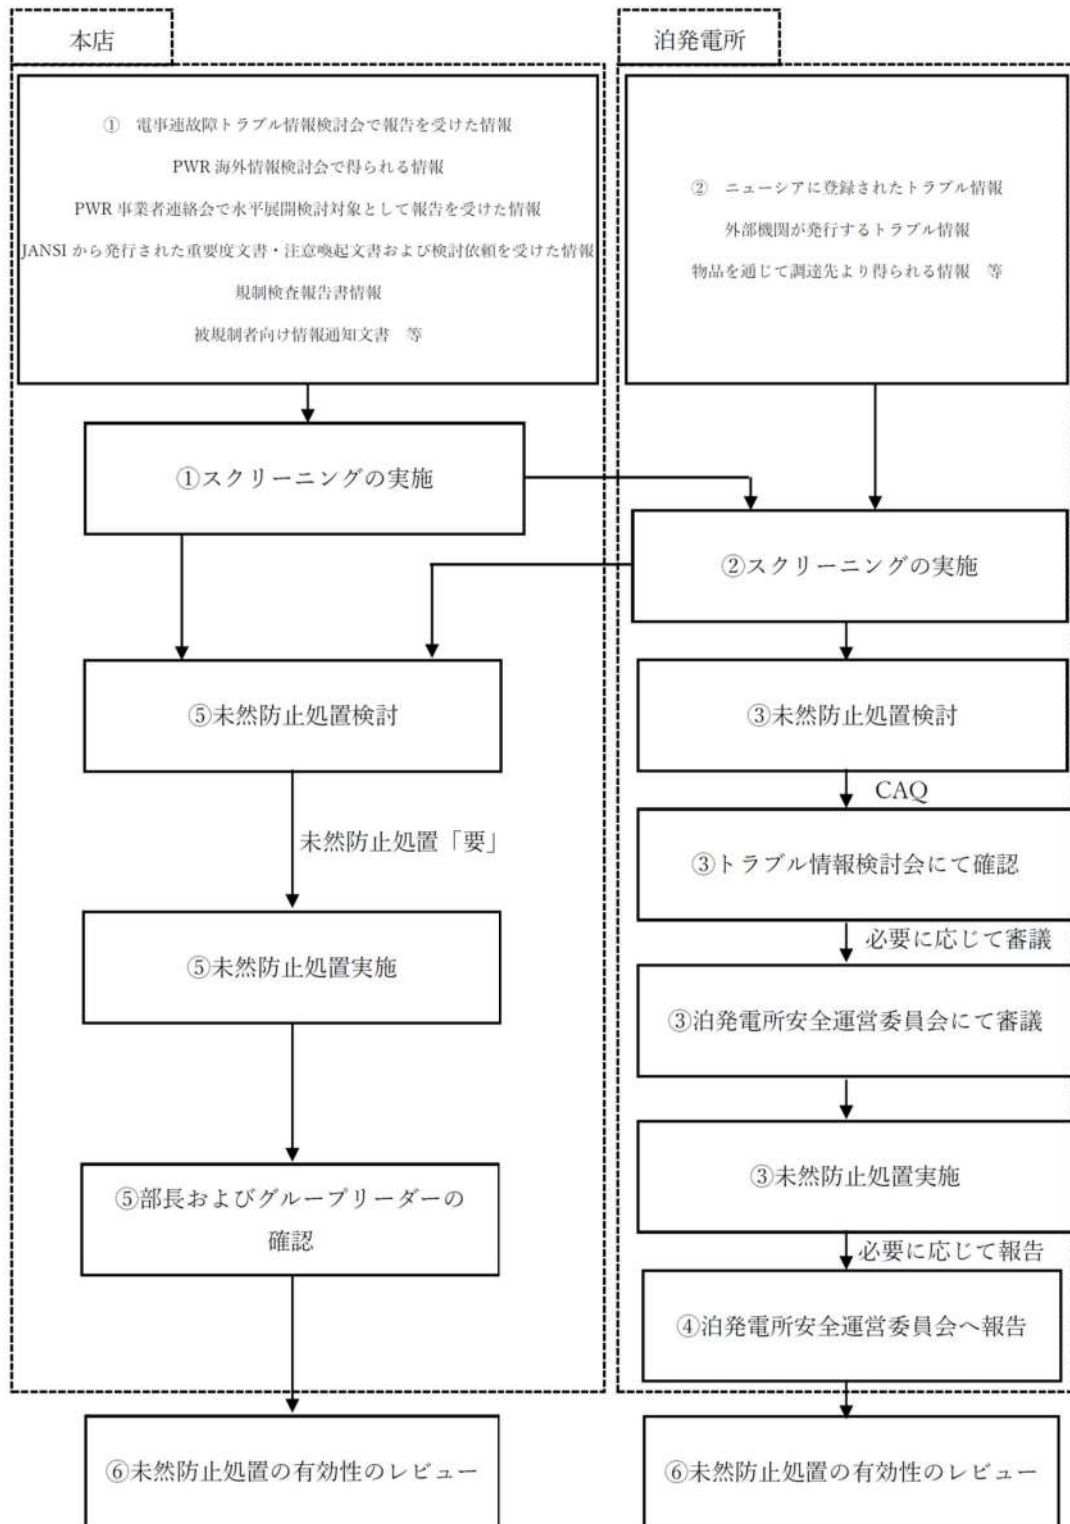 本店
① 電事連故障トラブル情報検討会で報告を受けた情報
PWR 海外情報検討会で得られる情報
PWR 事業者連絡会で水平展開検討対象として報告を受けた情報
JANSI から発行された重要度文書・注意喚起文書および検討依頼を受けた情報
規制検査報告書情報
被規制者向け情報通知文書 等
①スクリーニングの実施
⑤未然防止処置検討
未然防止処置「要」
⑤未然防止処置実施
⑤部長およびグループリーダーの
確認
⑥未然防止処置の有効性のレビュー
泊発電所
② ニューシアに登録されたトラブル情報
外部機関が発行するトラブル情報
物品を通じて調達先より得られる情報 等
②スクリーニングの実施
③未然防止処置検討
CAQ
③トラブル情報検討会にて確認
必要に応じて審議
③泊発電所安全運営委員会にて審議
③未然防止処置実施
必要に応じて報告
④泊発電所安全運営委員会へ報告
⑥未然防止処置の有効性のレビュー